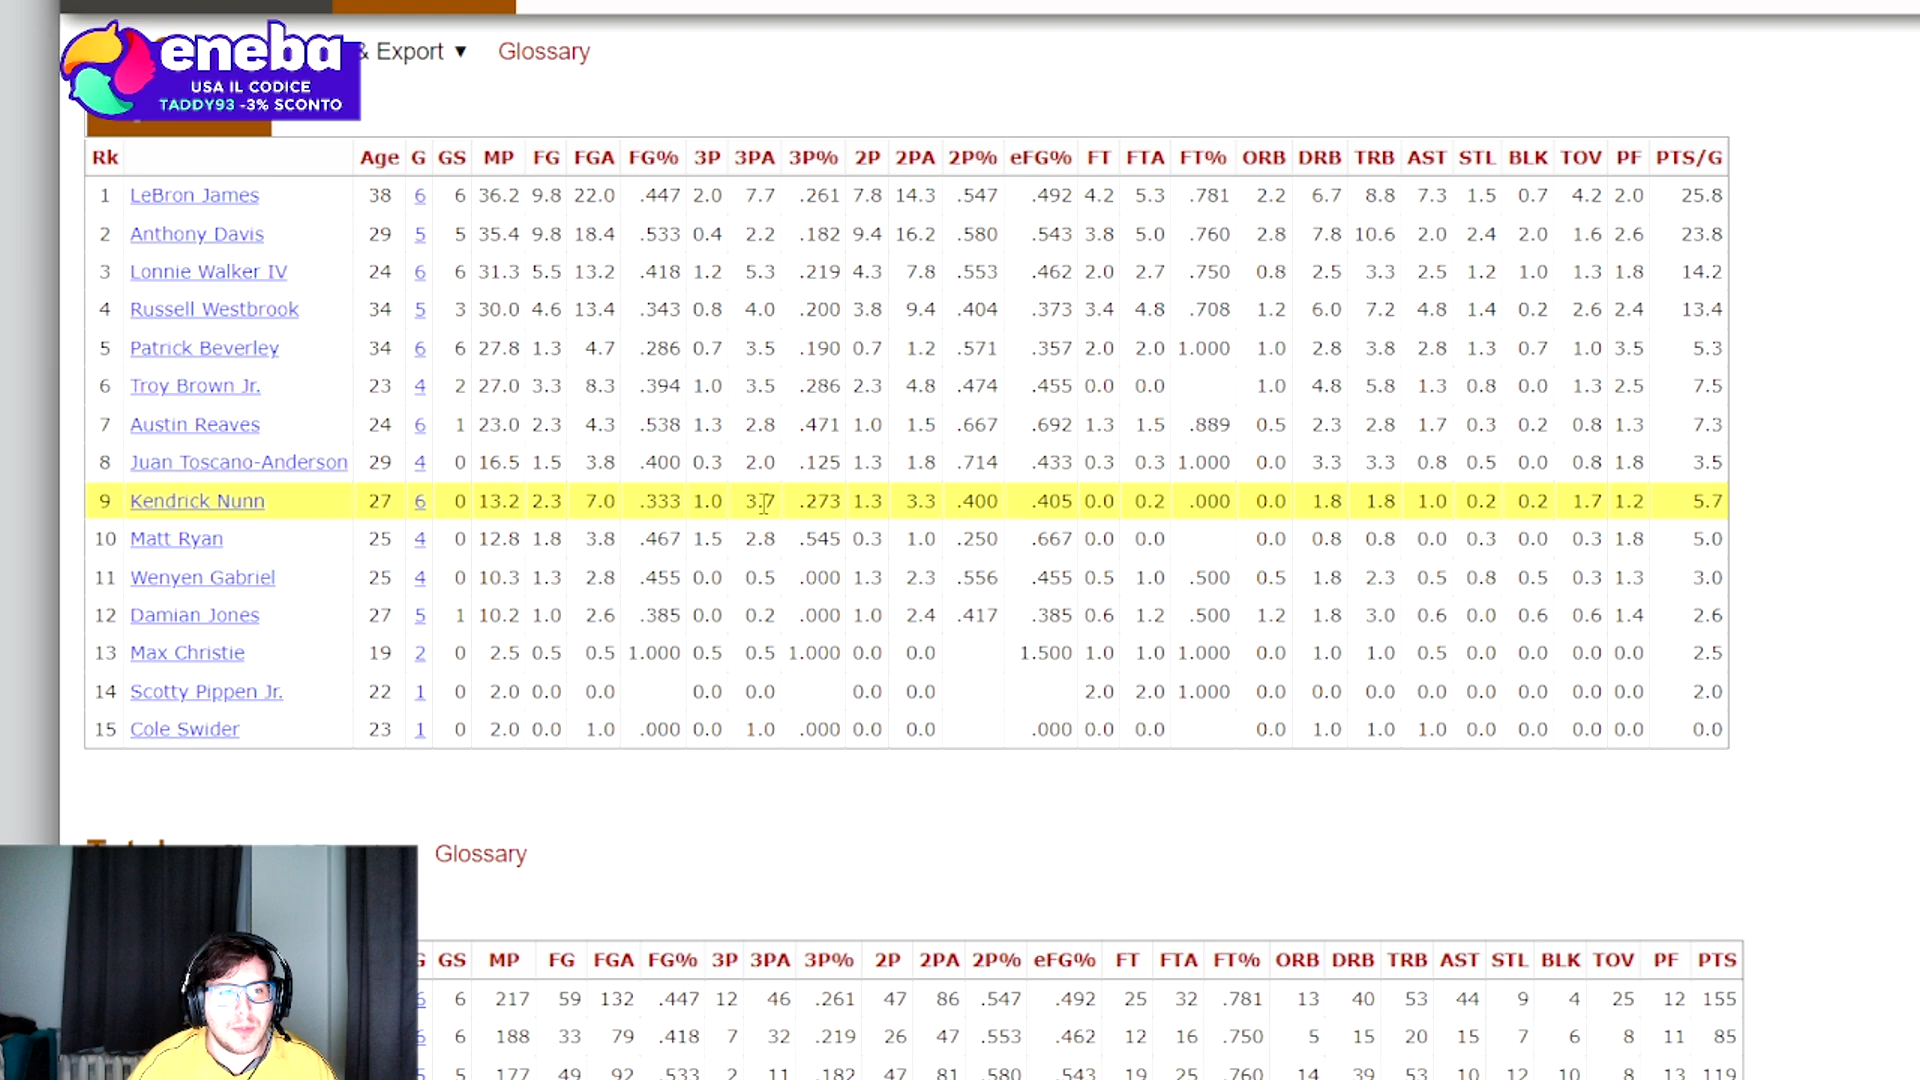 eneba
USA IL CODICE
TADDY93 -3% SCONTO
& Export ▼ Glossary
Rk Age G GS MP FG FGA FG% 3P 3PA 3P% 2P 2PA 2P% eFG% FT FTA FT% ORB DRB TRB AST STL BLK TOV PF PTS/G
1 LeBron James 38 6 6 36.2 9.8 22.0 .447 2.0 7.7 .261 7.8 14.3 .547 .492 4.2 5.3 .781 2.2 6.7 8.8 7.3 1.5 0.7 4.2 2.0 25.8
2 Anthony Davis 29 5 5 35.4 9.8 18.4 .533 0.4 2.2 .182 9.4 16.2 .580 .543 3.8 5.0 .760 2.8 7.8 10.6 2.0 2.4 2.0 1.6 2.6 23.8
3 Lonnie Walker IV 24 6 6 31.3 5.5 13.2 .418 1.2 5.3 .219 4.3 7.8 .553 .462 2.0 2.7 .750 0.8 2.5 3.3 2.5 1.2 1.0 1.3 1.8 14.2
4 Russell Westbrook 34 5 3 30.0 4.6 13.4 .343 0.8 4.0 .200 3.8 9.4 .404 .373 3.4 4.8 .708 1.2 6.0 7.2 4.8 1.4 0.2 2.6 2.4 13.4
5 Patrick Beverley 34 6 6 27.8 1.3 4.7 .286 0.7 3.5 .190 0.7 1.2 .571 .357 2.0 2.0 1.000 1.0 2.8 3.8 2.8 1.3 0.7 1.0 3.5 5.3
6 Troy Brown Jr. 23 4 2 27.0 3.3 8.3 .394 1.0 3.5 .286 2.3 4.8 .474 .455 0.0 0.0 1.0 4.8 5.8 1.3 0.8 0.0 1.3 2.5 7.5
7 Austin Reaves 24 6 1 23.0 2.3 4.3 .538 1.3 2.8 .471 1.0 1.5 .667 .692 1.3 1.5 .889 0.5 2.3 2.8 1.7 0.3 0.2 0.8 1.3 7.3
8 Juan Toscano-Anderson 29 4 0 16.5 1.5 3.8 .400 0.3 2.0 .125 1.3 1.8 .714 .433 0.3 0.3 1.000 0.0 3.3 3.3 0.8 0.5 0.0 0.8 1.8 3.5
9 Kendrick Nunn 27 6 0 13.2 2.3 7.0 .333 1.0 3.7 .273 1.3 3.3 .400 .405 0.0 0.2 .000 0.0 1.8 1.8 1.0 0.2 0.2 1.7 1.2 5.7
10 Matt Ryan 25 4 0 12.8 1.8 3.8 .467 1.5 2.8 .545 0.3 1.0 .250 .667 0.0 0.0 0.0 0.8 0.8 0.0 0.3 0.0 0.3 1.8 5.0
11 Wenyen Gabriel 25 4 0 10.3 1.3 2.8 .455 0.0 0.5 .000 1.3 2.3 .556 .455 0.5 1.0 .500 0.5 1.8 2.3 0.5 0.8 0.5 0.3 1.3 3.0
12 Damian Jones 27 5 1 10.2 1.0 2.6 .385 0.0 0.2 .000 1.0 2.4 .417 .385 0.6 1.2 .500 1.2 1.8 3.0 0.6 0.0 0.6 0.6 1.4 2.6
13 Max Christie 19 2 0 2.5 0.5 0.5 1.000 0.5 0.5 1.000 0.0 0.0 1.500 1.0 1.0 1.000 0.0 1.0 1.0 0.5 0.0 0.0 0.0 0.0 2.5
14 Scotty Pippen Jr. 22 1 0 2.0 0.0 0.0 0.0 0.0 0.0 0.0 2.0 2.0 1.000 0.0 0.0 0.0 0.0 0.0 0.0 0.0 0.0 2.0
15 Cole Swider 23 1 0 2.0 0.0 1.0 .000 0.0 1.0 .000 0.0 0.0 .000 0.0 0.0 0.0 1.0 1.0 1.0 0.0 0.0 0.0 0.0 0.0
Glossary
G GS MP FG FGA FG% 3P 3PA 3P% 2P 2PA 2P% eFG% FT FTA FT% ORB DRB TRB AST STL BLK TOV PF PTS
6 6 217 59 132 .447 12 46 .261 47 86 .547 .492 25 32 .781 13 40 53 44 9 4 25 12 155
6 6 188 33 79 .418 7 32 .219 26 47 .553 .462 12 16 .750 5 15 20 15 7 6 8 11 85
5 5 177 49 92 .533 2 11 .182 47 81 .580 .543 19 25 .760 14 39 53 10 12 10 8 13 119